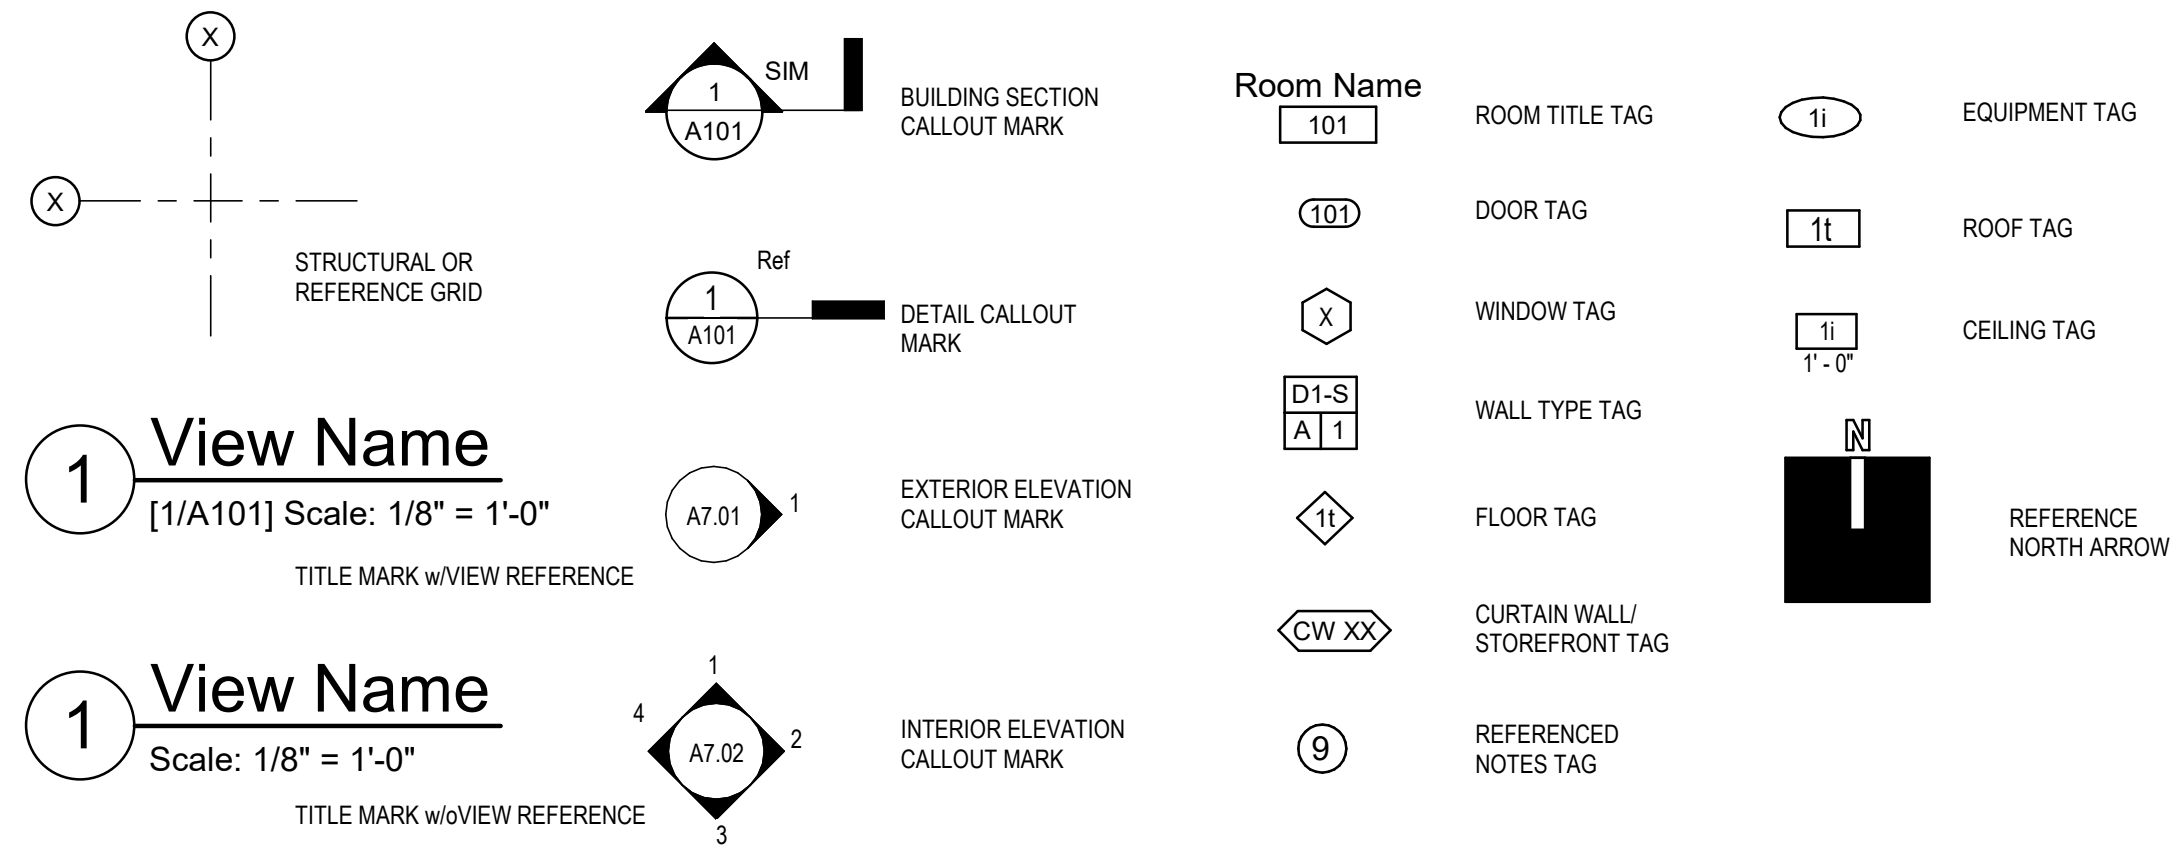 X
X
STRUCTURAL OR
REFERENCE GRID
1
View Name
[1/A101] Scale: 1/8" = 1'-0"
TITLE MARK w/VIEW REFERENCE
1
View Name
Scale: 1/8" = 1'-0"
TITLE MARK w/oVIEW REFERENCE
SIM
1
A101
BUILDING SECTION
CALLOUT MARK
Ref
1
A101
DETAIL CALLOUT
MARK
A7.01
1
EXTERIOR ELEVATION
CALLOUT MARK
1
4
A7.02
2
3
INTERIOR ELEVATION
CALLOUT MARK
Room Name
101
ROOM TITLE TAG
101
DOOR TAG
X
WINDOW TAG
D1-S
A 1
WALL TYPE TAG
1t
FLOOR TAG
CW XX
CURTAIN WALL/
STOREFRONT TAG
9
REFERENCED
NOTES TAG
1i
EQUIPMENT TAG
1t
ROOF TAG
1i
1' - 0"
CEILING TAG
N
REFERENCE
NORTH ARROW